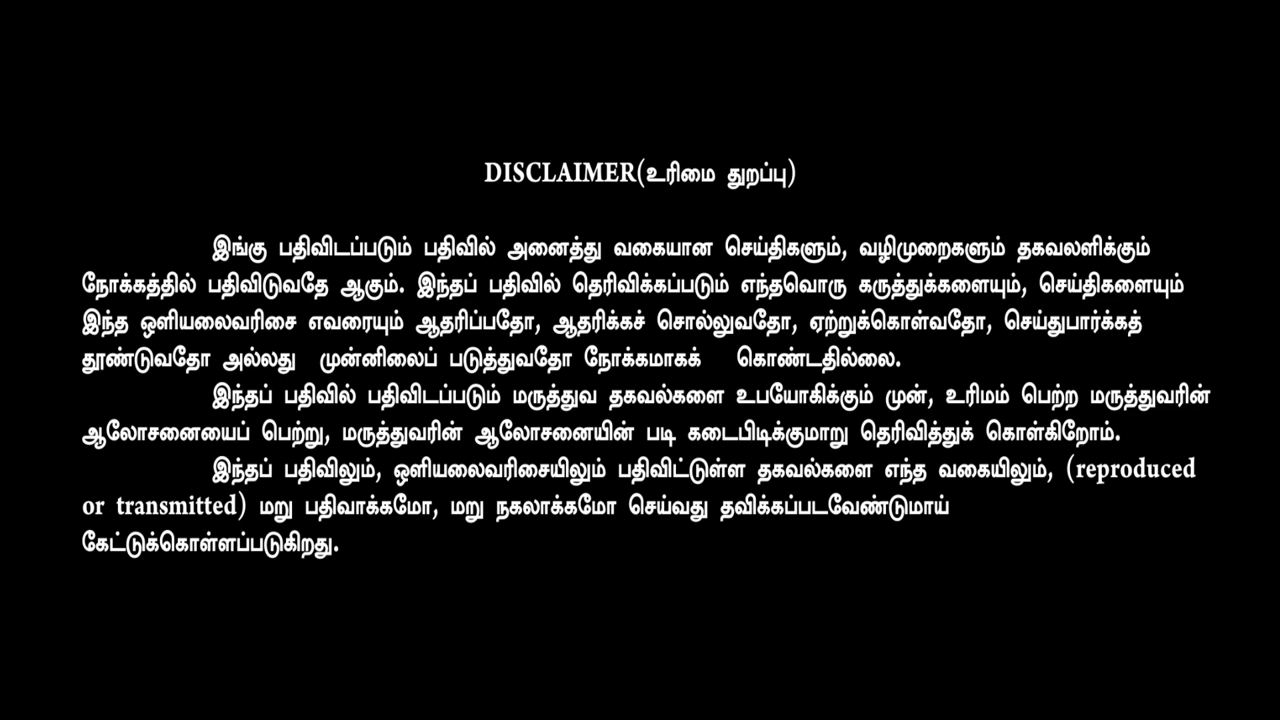 DISCLAIMER(உரிமை துறப்பு)
இங்கு பதிவிடப்படும் பதிவில் அனைத்து வகையான செய்திகளும், வழிமுறைகளும் தகவலளிக்கும்
நோக்கத்தில் பதிவிடுவதே ஆகும். இந்தப் பதிவில் தெரிவிக்கப்படும் எந்தவொரு கருத்துக்களையும், செய்திகளையும்
இந்த ஒளியலைவரிசை எவரையும் ஆதரிப்பதோ, ஆதரிக்கச் சொல்லுவதோ, ஏற்றுக்கொள்வதோ, செய்துபார்க்கத்
தூண்டுவதோ அல்லது முன்னிலைப் படுத்துவதோ நோக்கமாகக் கொண்டதில்லை.
இந்தப் பதிவில் பதிவிடப்படும் மருத்துவ தகவல்களை உபயோகிக்கும் முன், உரிமம் பெற்ற மருத்துவரின்
ஆலோசனையைப் பெற்று, மருத்துவரின் ஆலோசனையின் படி கடைபிடிக்குமாறு தெரிவித்துக் கொள்கிறோம்.
இந்தப் பதிவிலும், ஒளியலைவரிசையிலும் பதிவிட்டுள்ள தகவல்களை எந்த வகையிலும், (reproduced
or transmitted) மறு பதிவாக்கமோ, மறு நகலாக்கமோ செய்வது தவிக்கப்படவேண்டுமாய்
கேட்டுக்கொள்ளப்படுகிறது.